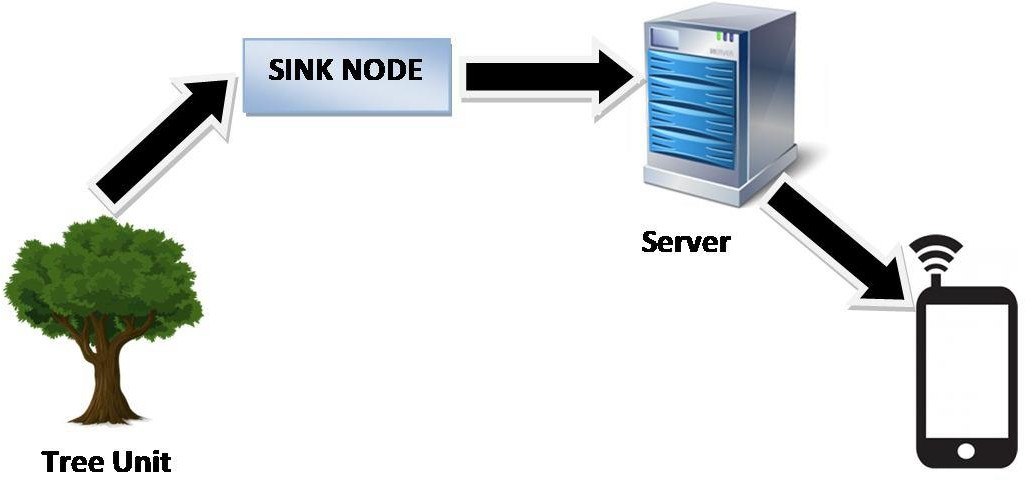 SINK NODE
Server
Tree Unit